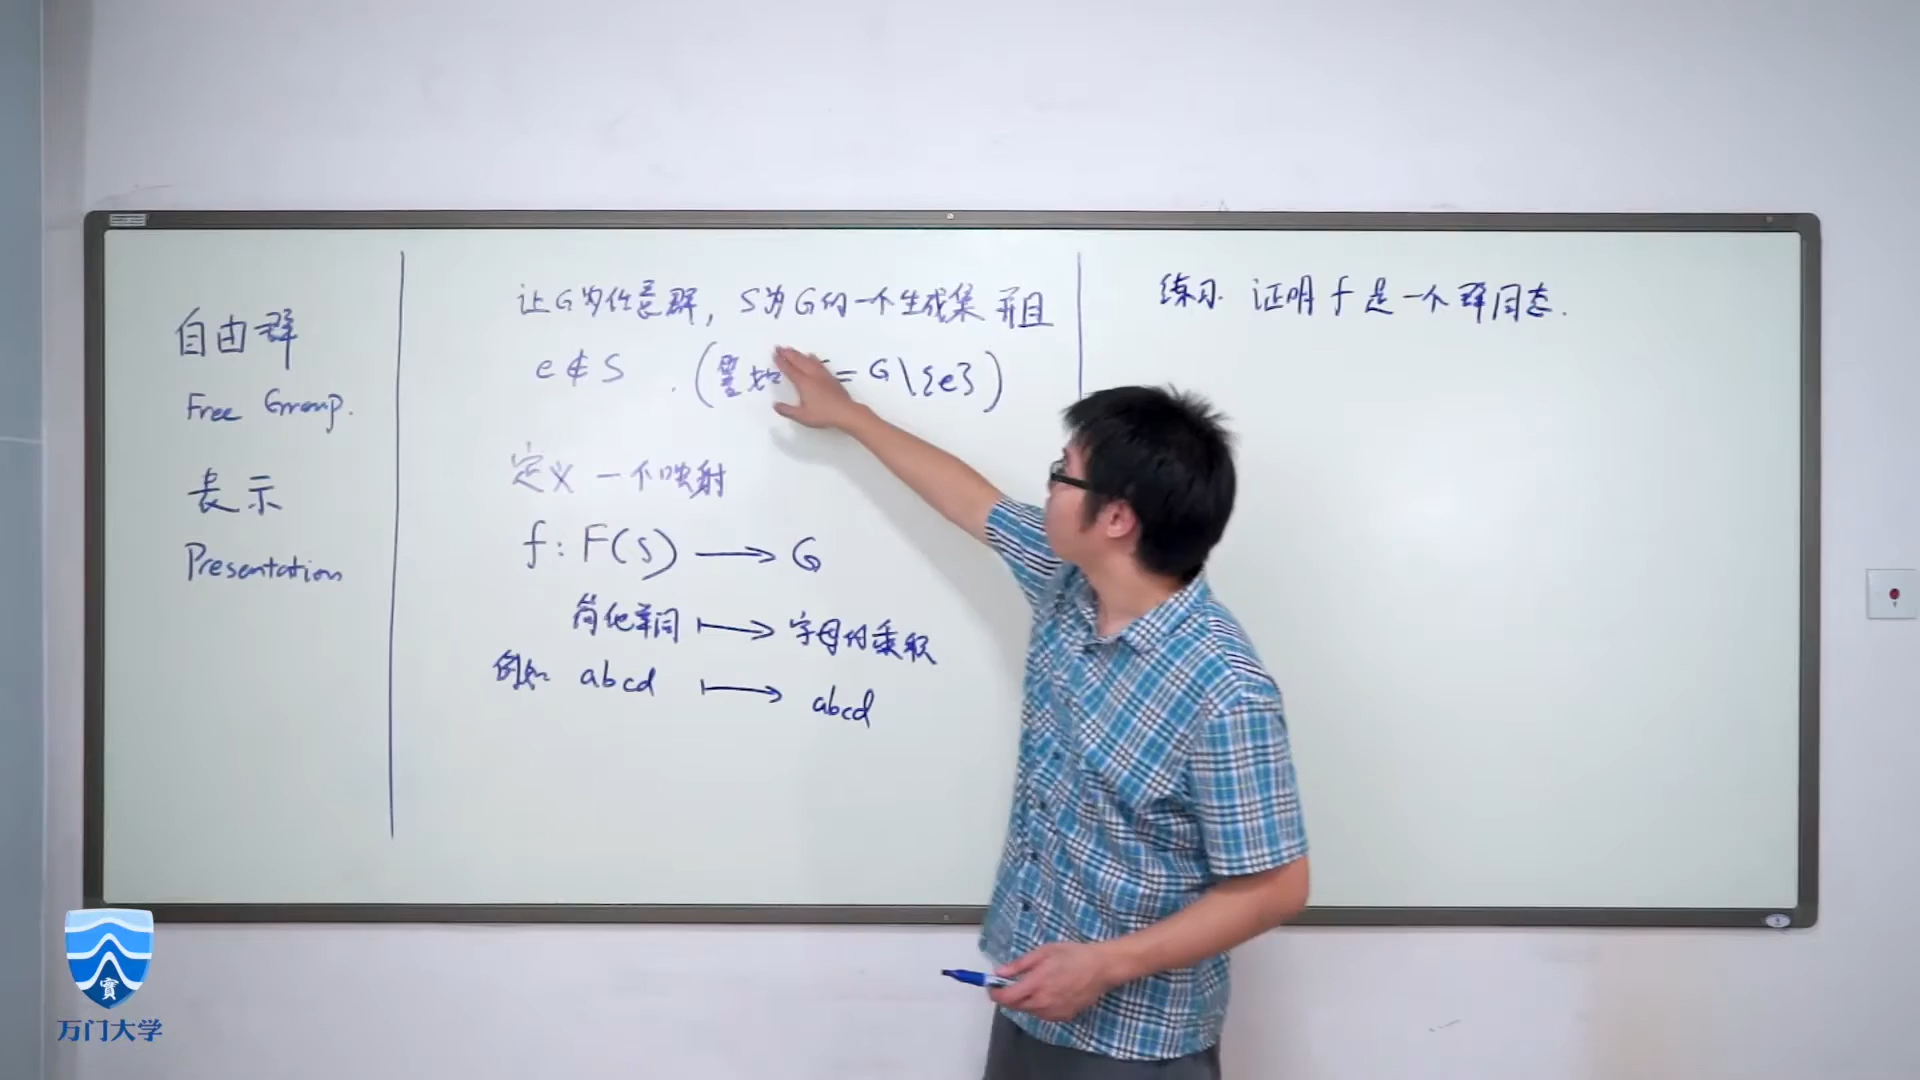 自由群
Free Group.
表示
Presentation
让G为任意群，S为G的一个生成集 并且
e∉S . (譬如 = G\{e})
定义 一个映射
f: F(S) ⟶ G
简化单词 ⟼ 字母的乘积
例如 abcd ⟼ abcd
练习. 证明 f 是一个群同态.
實
万门大学